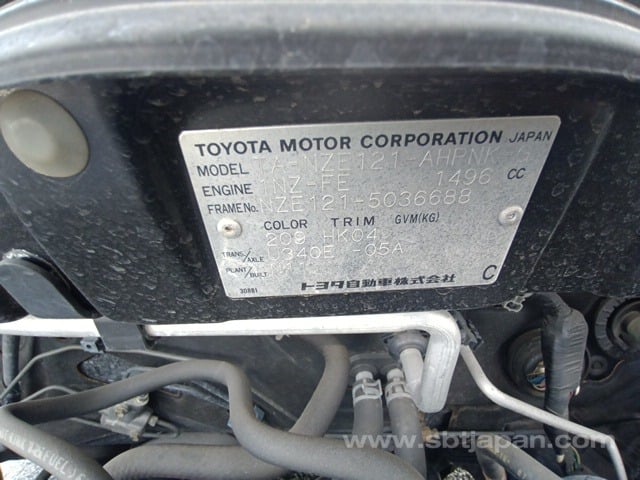 TOYOTA MOTOR CORPORATION JAPAN
MODEL TA-NZE121-AHPNK
ENGINE 1NZ-FE 1496 CC
FRAME No. NZE121-5036688
COLOR TRIM GVM(KG)
209 HK04
TRANS./AXLE U340E -05A
PLANT/BUILT
トヨタ自動車株式会社
30881 C
www.sbtjapan.com